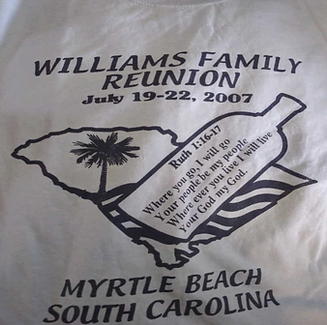 WILLIAMS FAMILY
REUNION
July 19-22, 2007
Ruth 1:16-17
Where you go, I will go
Your people be my people
Where ever you live I will live
Your God my God.
MYRTLE BEACH
SOUTH CAROLINA